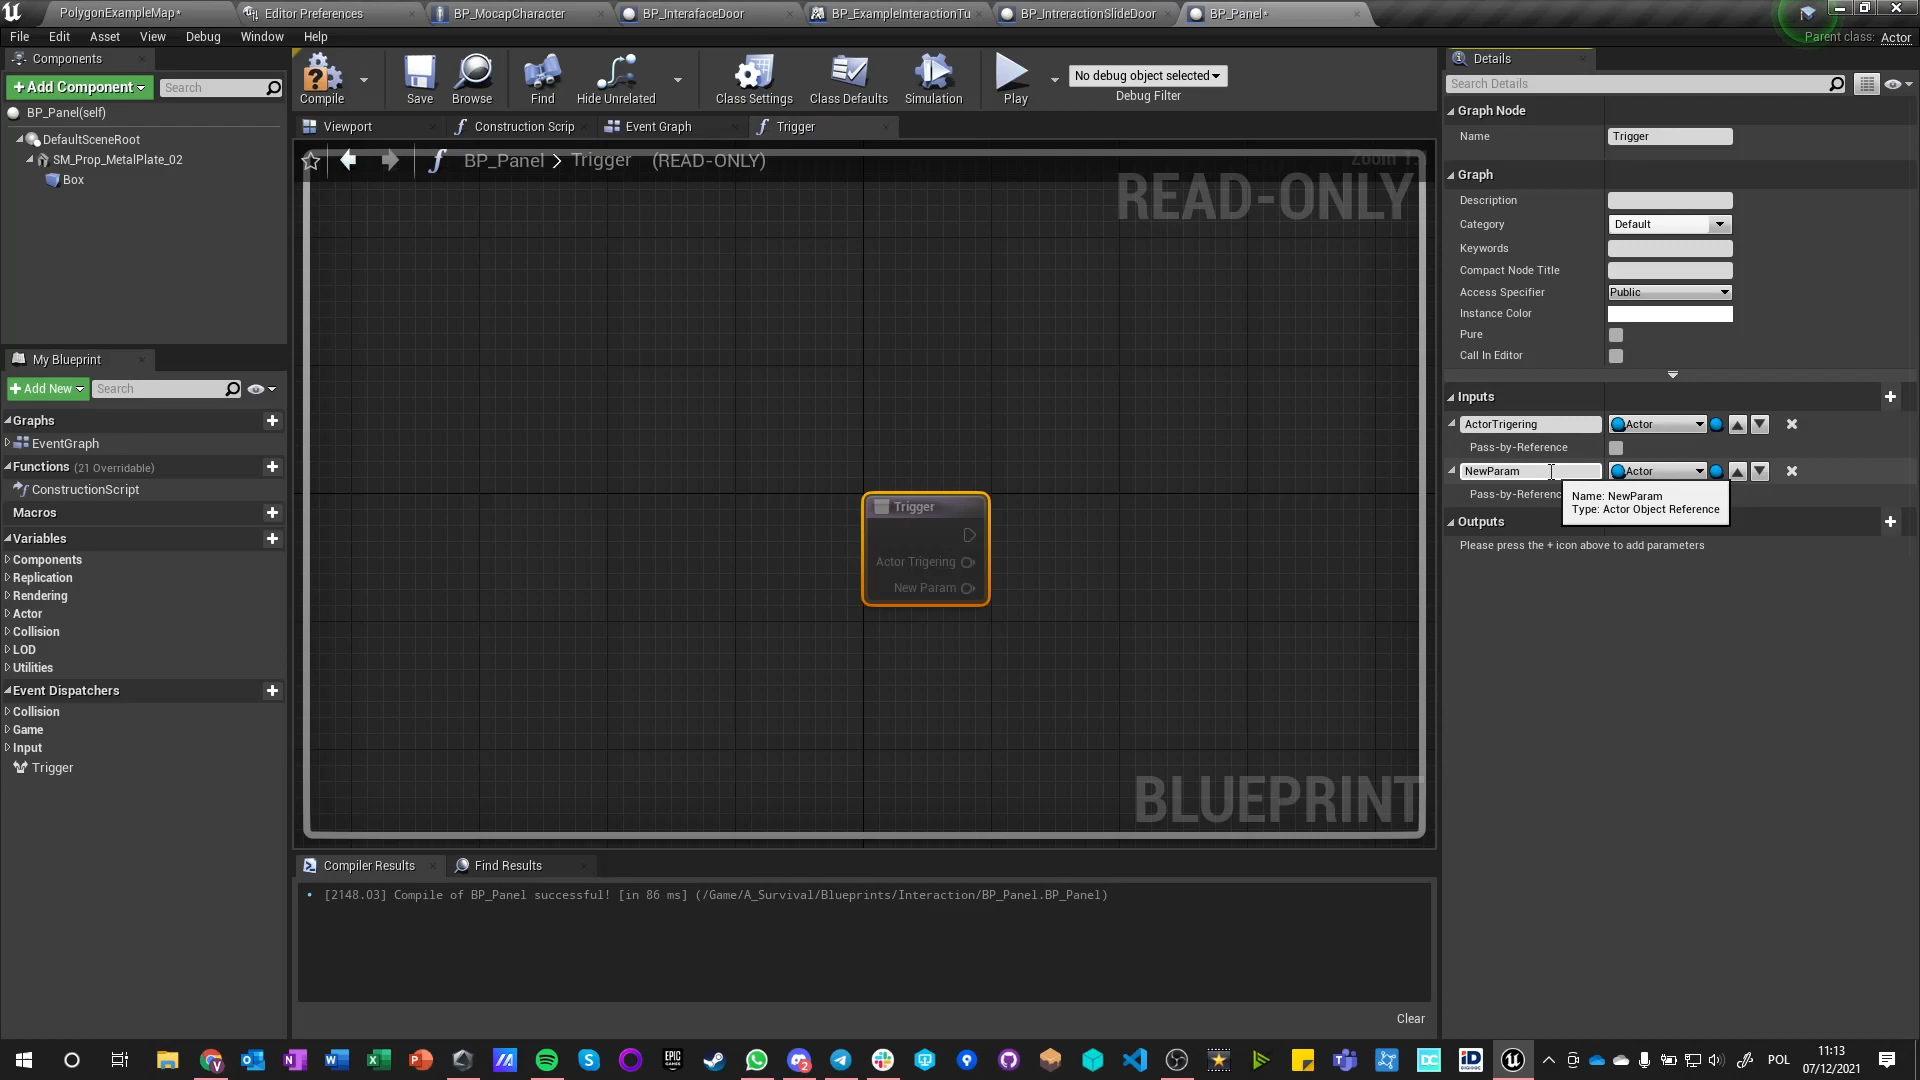 PolygonExampleMap*
Editor Preferences
BP_MocapCharacter
BP_InterafaceDoor
BP_ExampleInteractionTu
BP_IntreractionSlideDoor
BP_Panel*
File Edit Asset View Debug Window Help
Parent class: Actor
Components
+Add Component
Search
BP_Panel(self)
DefaultSceneRoot
SM_Prop_MetalPlate_02
Box
Compile
Save
Browse
Find
Hide Unrelated
Class Settings
Class Defaults
Simulation
Play
No debug object selected
Debug Filter
Viewport
Construction Scrip
Event Graph
Trigger
BP_Panel > Trigger (READ-ONLY)
READ-ONLY
Trigger
Actor Trigering
New Param
BLUEPRINT
My Blueprint
+Add New
Search
Graphs
EventGraph
Functions (21 Overridable)
ConstructionScript
Macros
Variables
Components
Replication
Rendering
Actor
Collision
LOD
Utilities
Event Dispatchers
Collision
Game
Input
Trigger
Compiler Results
Find Results
[2148.03] Compile of BP_Panel successful! [in 86 ms] (/Game/A_Survival/Blueprints/Interaction/BP_Panel.BP_Panel)
Clear
Details
Search Details
Graph Node
Name Trigger
Graph
Description
Category Default
Keywords
Compact Node Title
Access Specifier Public
Instance Color
Pure
Call In Editor
Inputs
ActorTrigering Actor
Pass-by-Reference
NewParam Actor
Pass-by-Referenc
Name: NewParam
Type: Actor Object Reference
Outputs
Please press the + icon above to add parameters
POL
11:13
07/12/2021